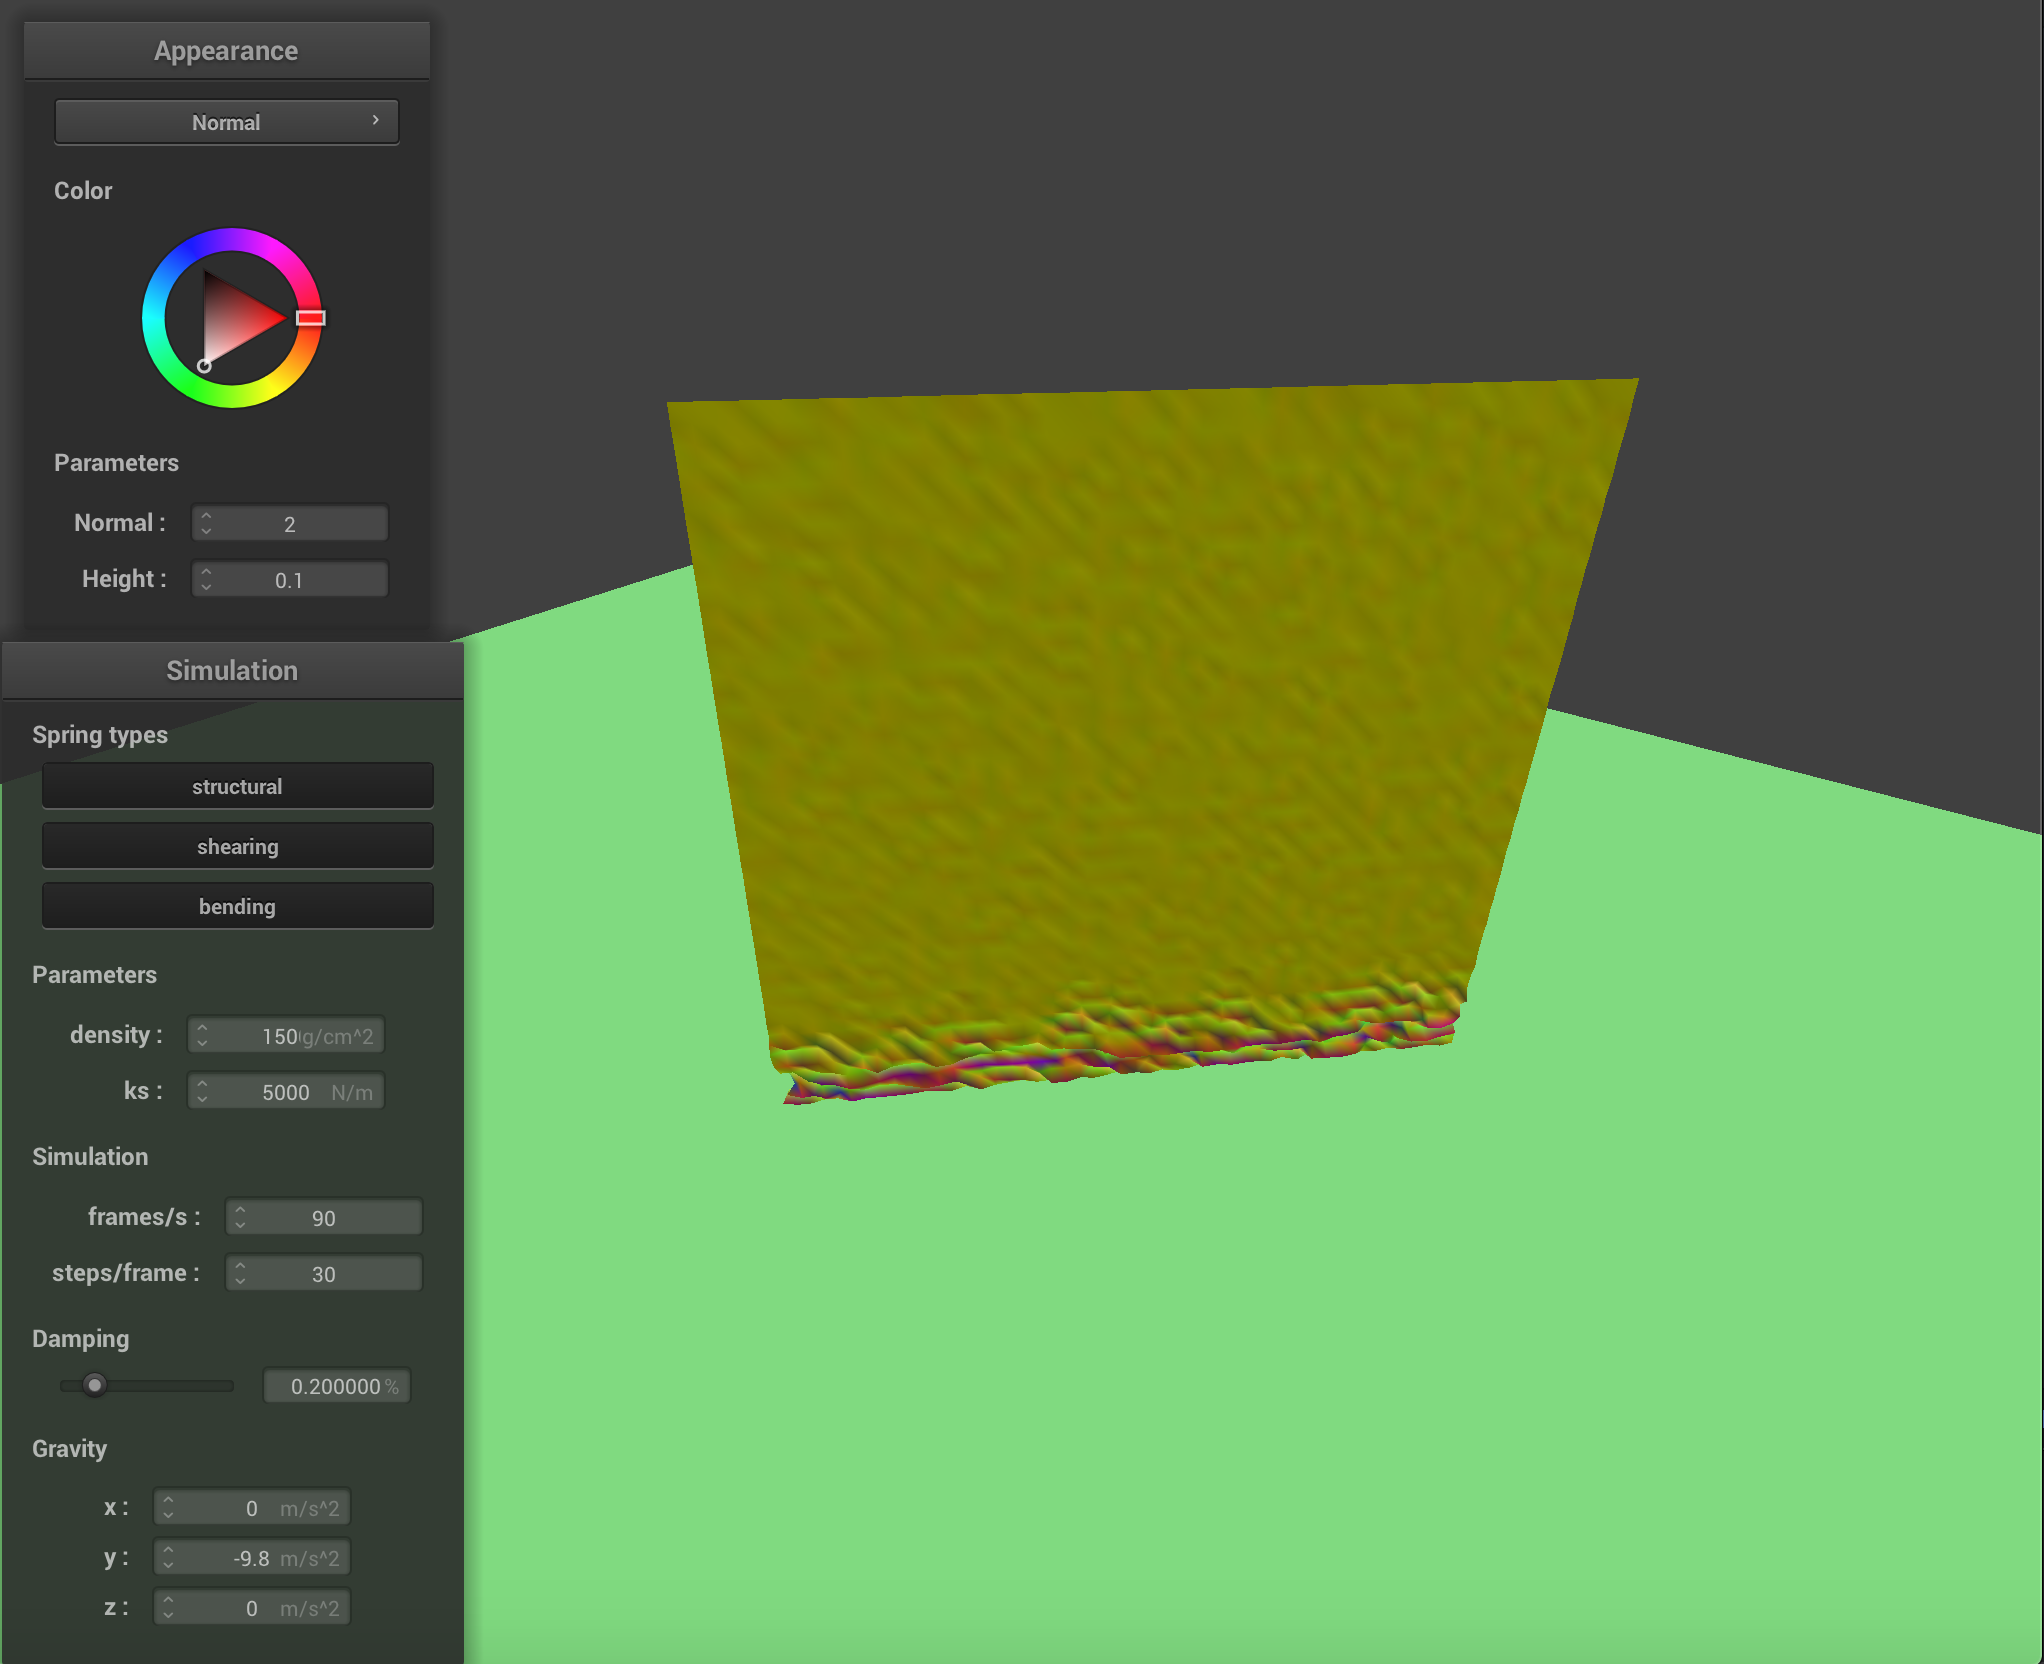 Appearance
Normal
Color
Parameters
Normal : 2
Height : 0.1
Simulation
Spring types
structural
shearing
bending
Parameters
density : 150 g/cm^2
ks : 5000 N/m
Simulation
frames/s : 90
steps/frame : 30
Damping
0.200000 %
Gravity
x : 0 m/s^2
y : -9.8 m/s^2
z : 0 m/s^2